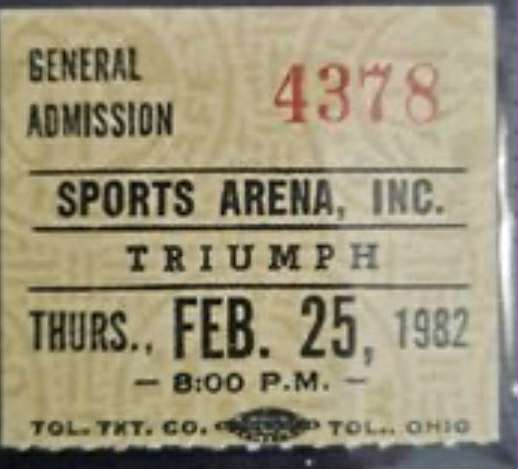 GENERAL
ADMISSION
4378
SPORTS ARENA, INC.
TRIUMPH
THURS., FEB. 25, 1982
— 8:00 P.M. —
TOL. TKT. CO. TOL., OHIO